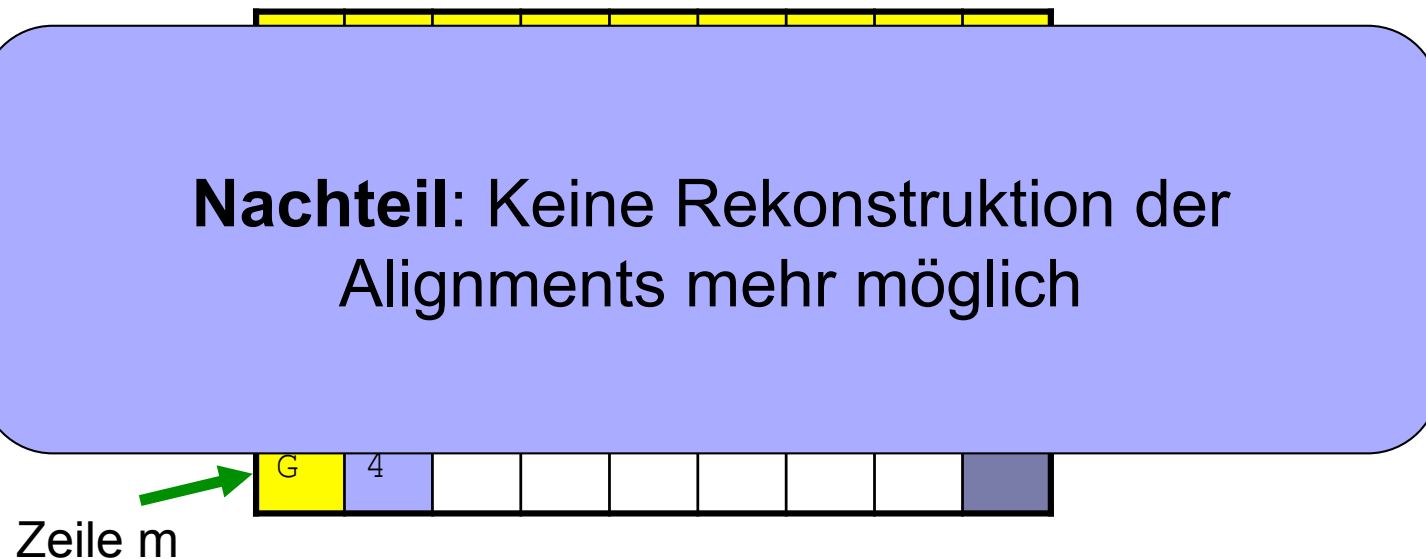 Nachteil: Keine Rekonstruktion der
Alignments mehr möglich
G 4
Zeile m